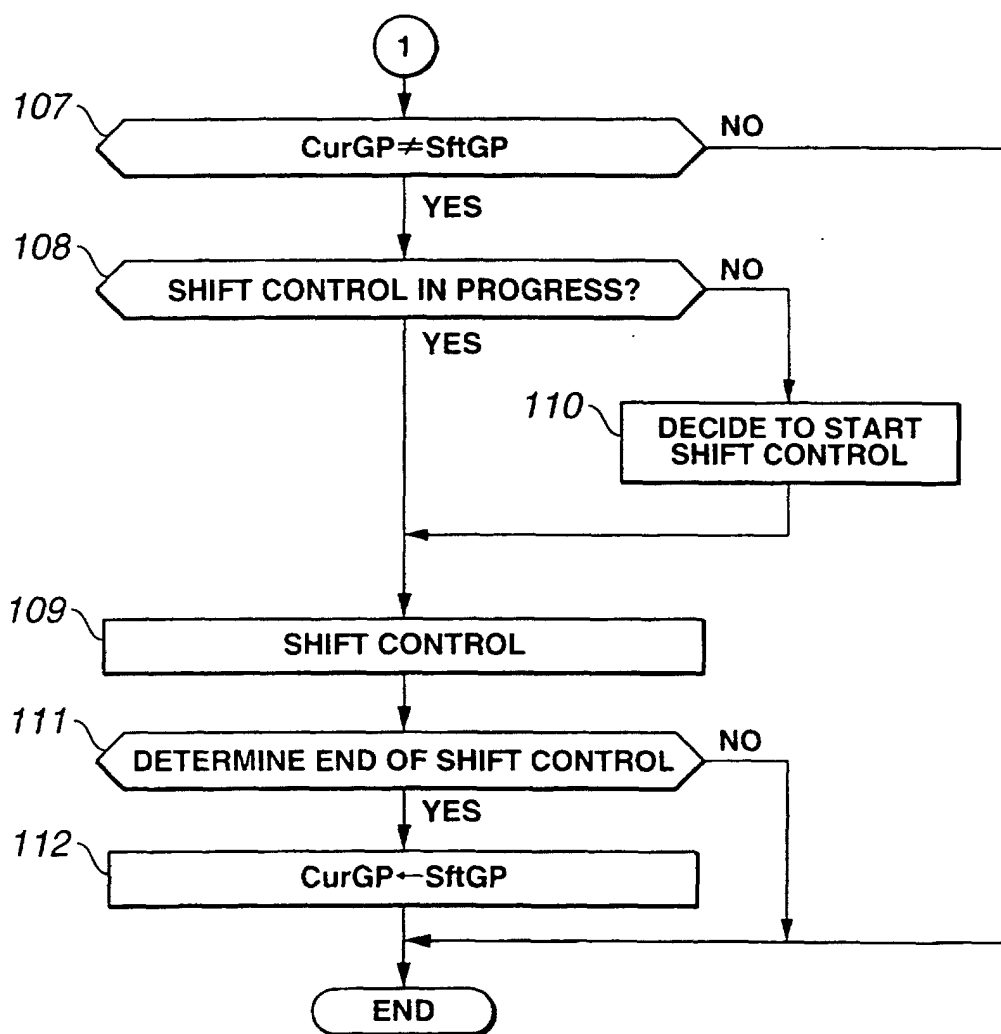 1
107
CurGP≠SftGP
NO
YES
108
SHIFT CONTROL IN PROGRESS?
NO
YES
110
DECIDE TO START
SHIFT CONTROL
109
SHIFT CONTROL
111
DETERMINE END OF SHIFT CONTROL
NO
YES
112
CurGP←SftGP
END